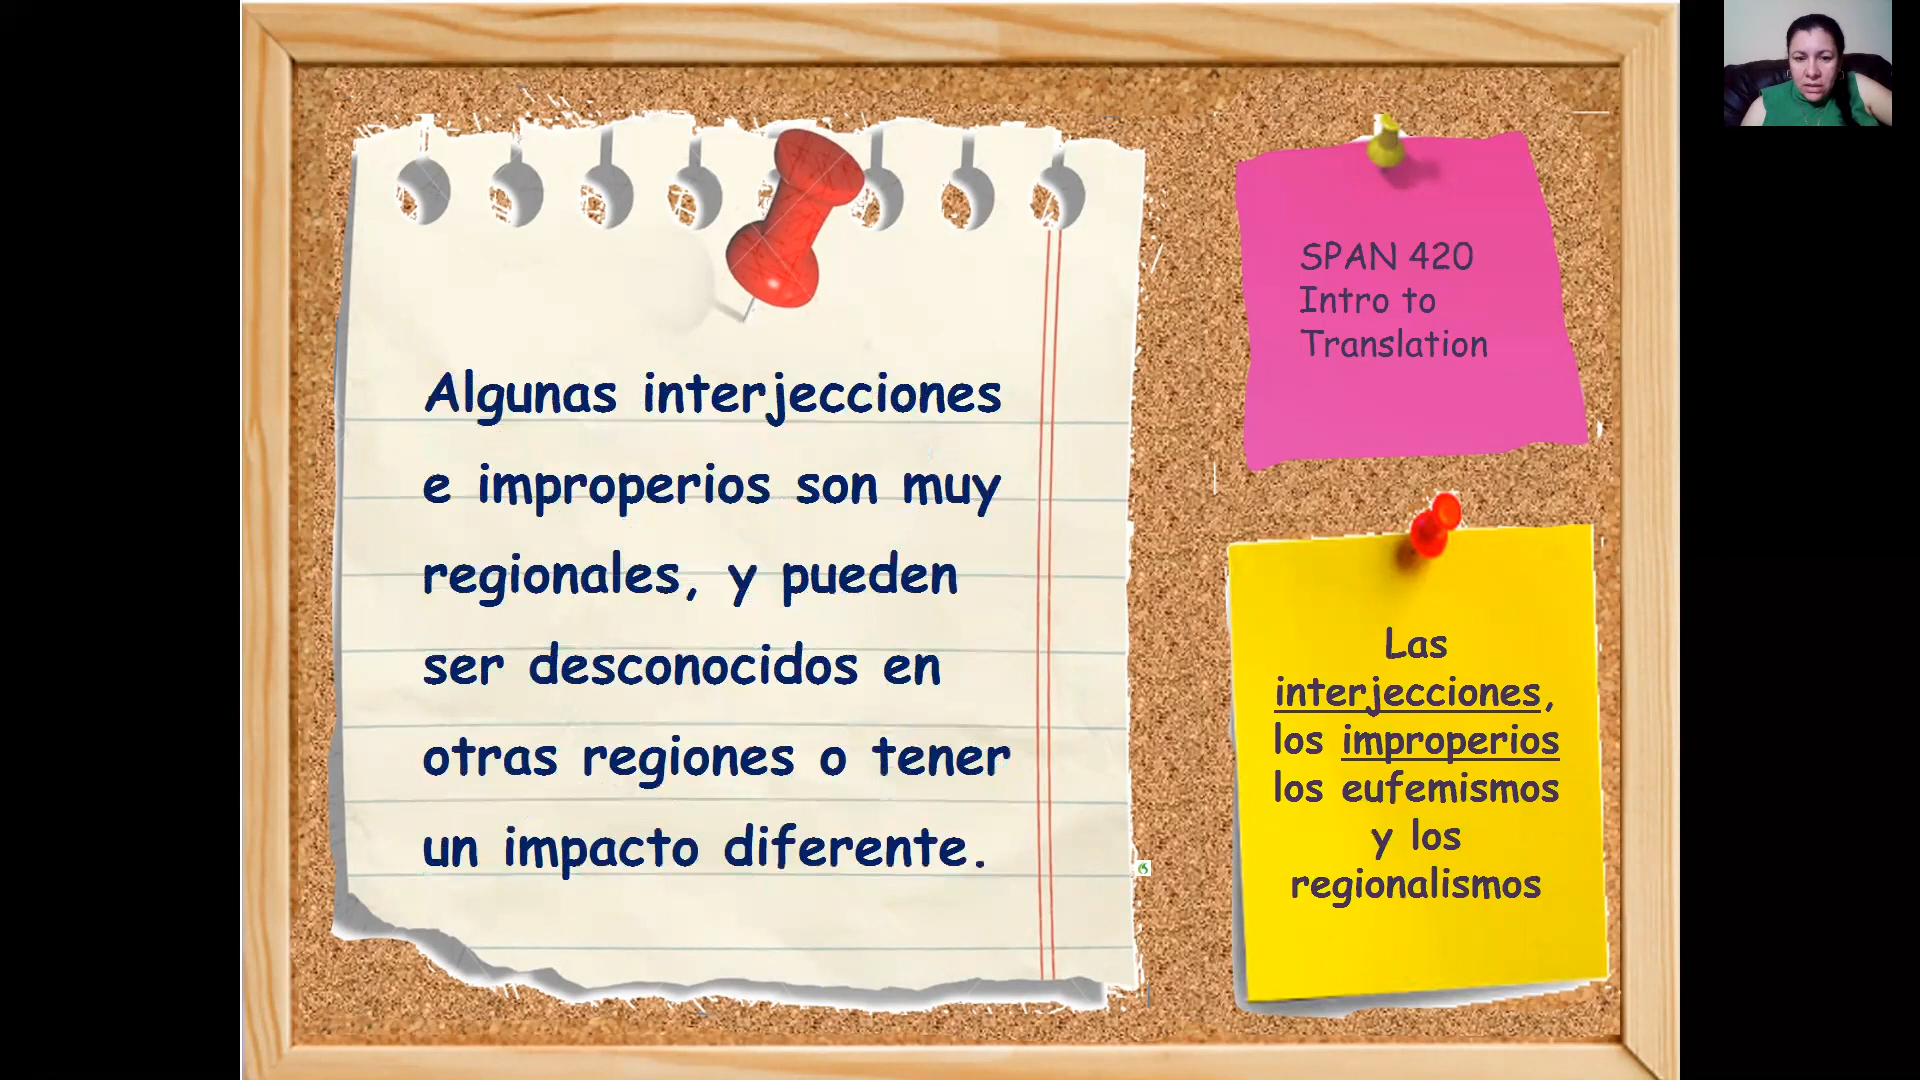 Algunas interjecciones
e improperios son muy
regionales, y pueden
ser desconocidos en
otras regiones o tener
un impacto diferente.
SPAN 420
Intro to
Translation
Las
interjecciones,
los improperios
los eufemismos
y los
regionalismos